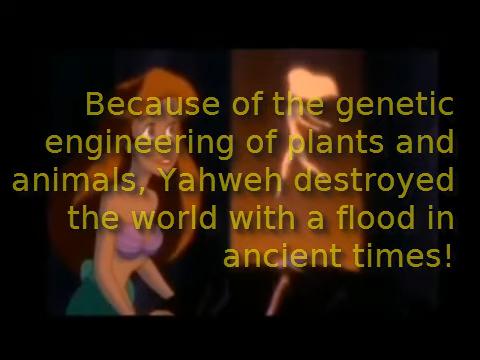 Because of the genetic
engineering of plants and
animals, Yahweh destroyed
the world with a flood in
ancient times!